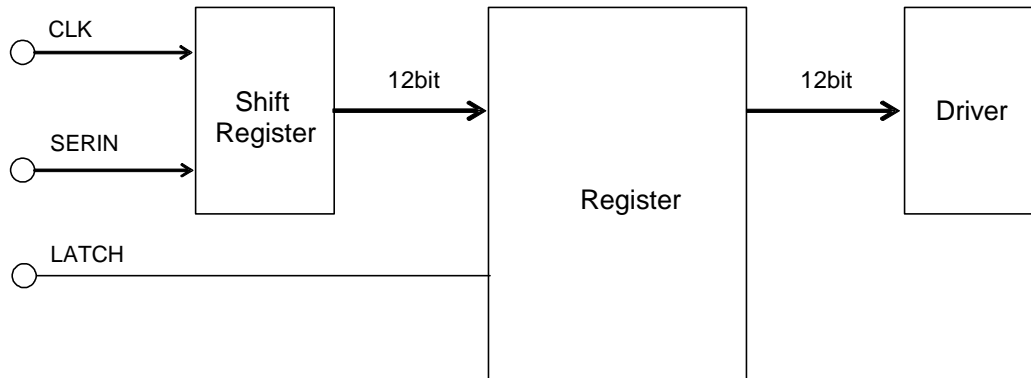 CLK
12bit
12bit
Shift
Register
Driver
SERIN
Register
LATCH